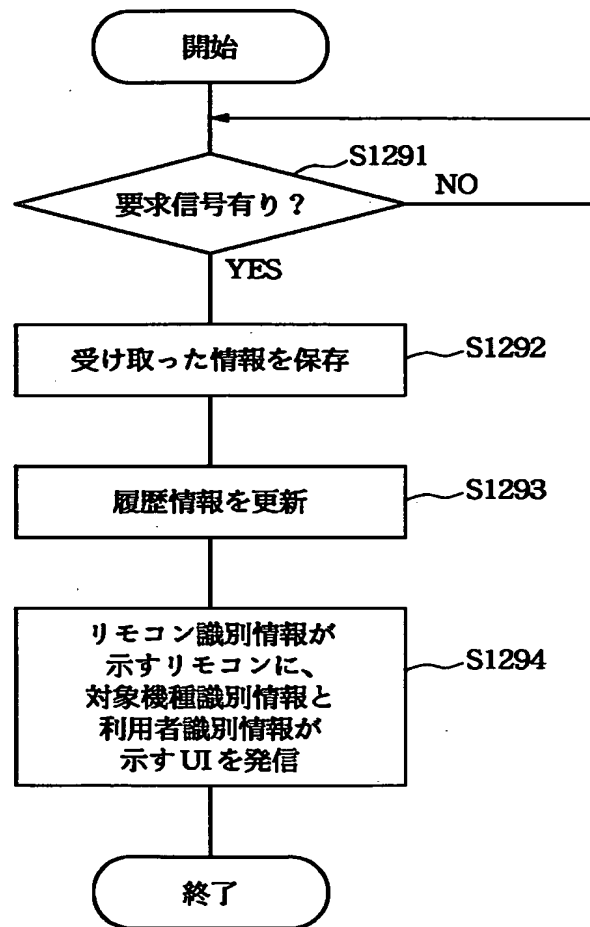 開始
S1291
要求信号有り?
NO
YES
受け取った情報を保存
S1292
履歴情報を更新
S1293
リモコン識別情報が
示すリモコンに、
対象機種識別情報と
利用者識別情報が
示すUIを発信
S1294
終了